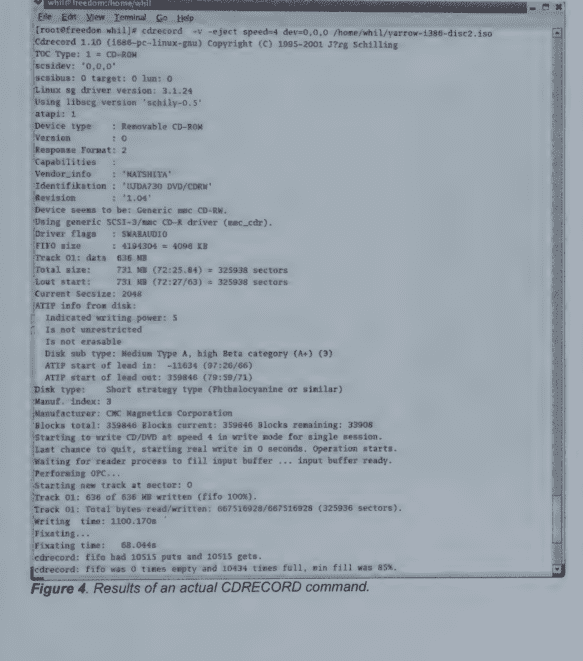 whil@freedom:/home/whil
File Edit View Terminal Go Help
[root@freedom whil]# cdrecord -v -eject speed=4 dev=0,0,0 /home/whil/yarrow-i386-disc2.iso
Cdrecord 1.10 (i686-pc-linux-gnu) Copyright (C) 1995-2001 J?rg Schilling
TOC Type: 1 = CD-ROM
scsidev: '0,0,0'
scsibus: 0 target: 0 lun: 0
Linux sg driver version: 3.1.24
Using libscg version 'schily-0.5'
atapi: 1
Device type : Removable CD-ROM
Version : 0
Response Format: 2
Capabilities :
Vendor_info : 'MATSHITA'
Identifikation : 'UJDA730 DVD/CDRW'
Revision : '1.04'
Device seems to be: Generic mmc CD-RW.
Using generic SCSI-3/mmc CD-R driver (mmc_cdr).
Driver flags : SWABAUDIO
FIFO size : 4194304 = 4096 KB
Track 01: data 636 MB
Total size: 731 MB (72:25.84) = 325938 sectors
Lout start: 731 MB (72:27/63) = 325938 sectors
Current Secsize: 2048
ATIP info from disk:
Indicated writing power: 5
Is not unrestricted
Is not erasable
Disk sub type: Medium Type A, high Beta category (A+) (3)
ATIP start of lead in: -11634 (97:26/66)
ATIP start of lead out: 359846 (79:59/71)
Disk type: Short strategy type (Phthalocyanine or similar)
Manuf. index: 3
Manufacturer: CMC Magnetics Corporation
Blocks total: 359846 Blocks current: 359846 Blocks remaining: 33908
Starting to write CD/DVD at speed 4 in write mode for single session.
Last chance to quit, starting real write in 0 seconds. Operation starts.
Waiting for reader process to fill input buffer ... input buffer ready.
Performing OPC...
Starting new track at sector: 0
Track 01: 636 of 636 MB written (fifo 100%).
Track 01: Total bytes read/written: 667516928/667516928 (325936 sectors).
Writing time: 1100.170s
Fixating...
Fixating time: 68.044s
cdrecord: fifo had 10515 puts and 10515 gets.
cdrecord: fifo was 0 times empty and 10434 times full, min fill was 85%.
Figure 4. Results of an actual CDRECORD command.